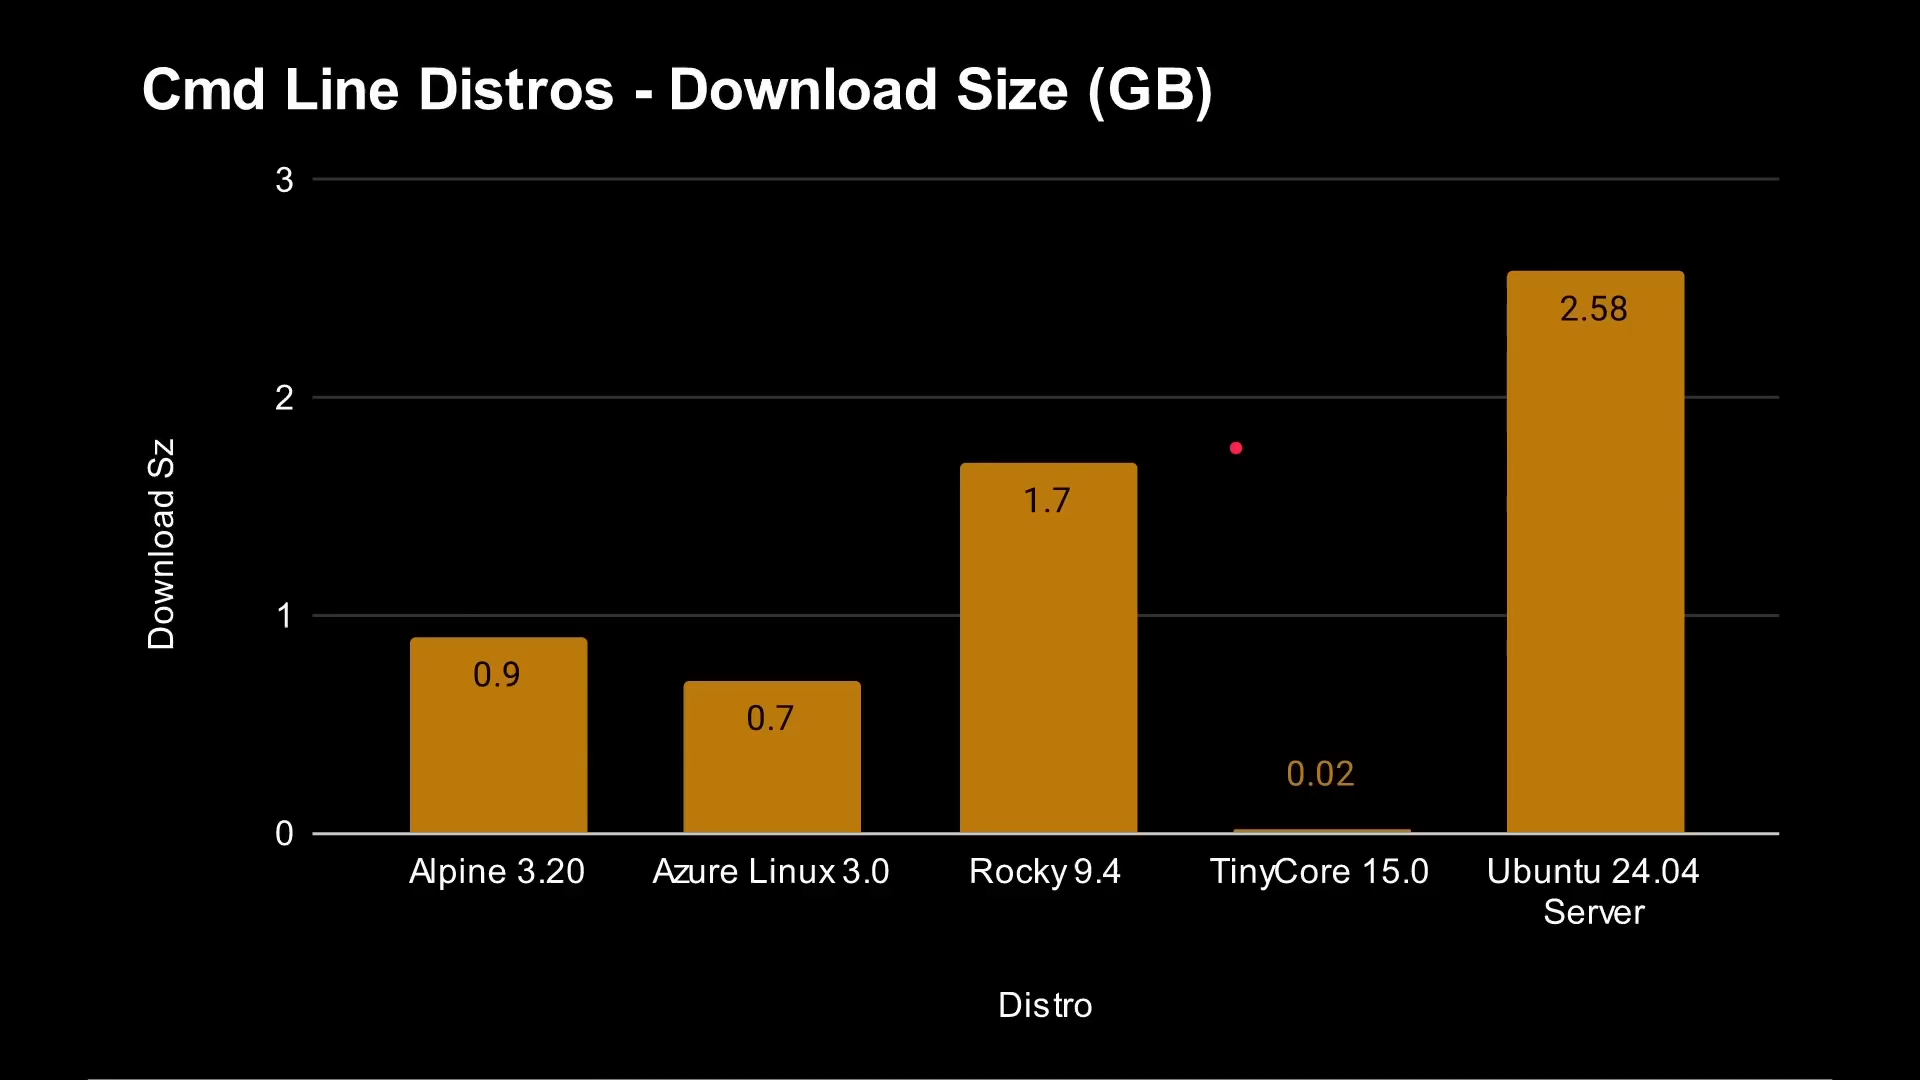 Cmd Line Distros - Download Size (GB)
3
2
1
0
Download Sz
0.9
0.7
1.7
0.02
2.58
Alpine 3.20
Azure Linux 3.0
Rocky 9.4
TinyCore 15.0
Ubuntu 24.04
Server
Distro